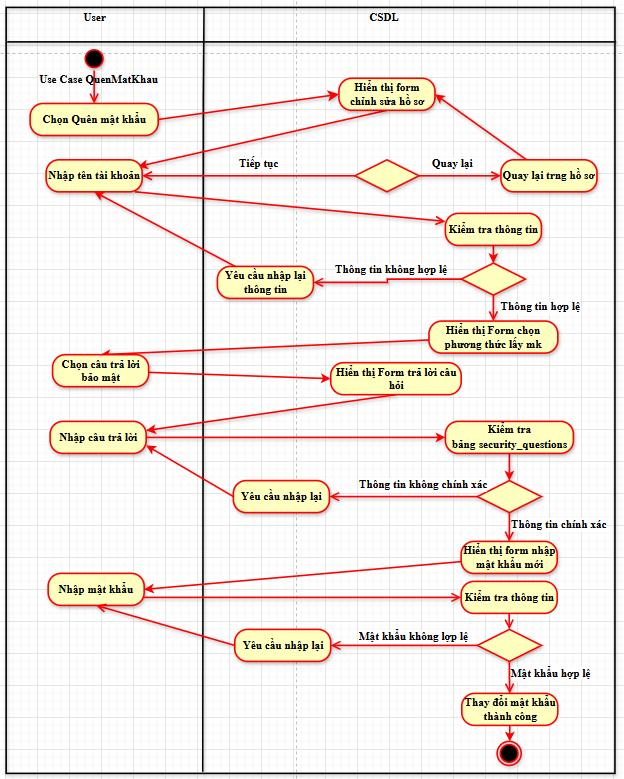 User
CSDL
Use Case QuenMatKhau
Hiển thị form
chỉnh sửa hồ sơ
Chọn Quên mật khẩu
Tiếp tục
Quay lại
Nhập tên tài khoản
Quay lại trng hồ sơ
Kiểm tra thông tin
Yêu cầu nhập lại
thông tin
Thông tin không hợp lệ
Thông tin hợp lệ
Hiển thị Form chọn
phương thức lấy mk
Chọn câu trả lời
bảo mật
Hiển thị Form trả lời câu
hỏi
Nhập câu trả lời
Kiểm tra
bảng security_questions
Thông tin không chính xác
Yêu cầu nhập lại
Thông tin chính xác
Hiển thị form nhập
mật khẩu mới
Nhập mật khẩu
Kiểm tra thông tin
Mật khẩu không lợp lệ
Yêu cầu nhập lại
Mật khẩu hợp lệ
Thay đổi mật khẩu
thành công